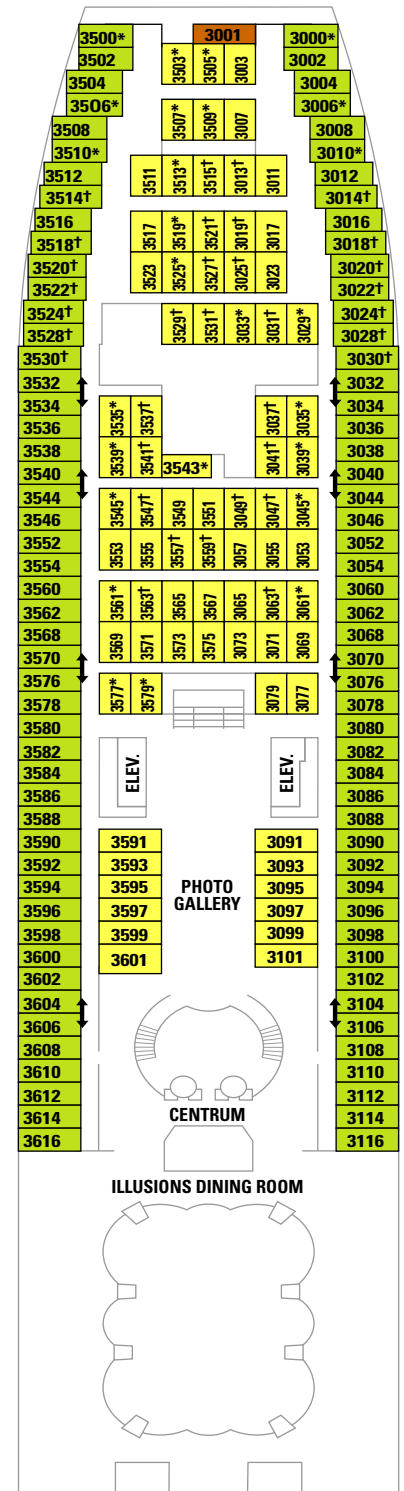 3500* 3001 3000*
3502 3503* 3505* 3003 3002
3504 3004
3506* 3507* 3509* 3007 3006*
3508 3008
3510* 3010*
3512 3511 3513* 3515† 3013† 3011 3012
3514† 3014†
3516 3016
3518† 3517 3519* 3521† 3019† 3017 3018†
3520† 3523 3525* 3527† 3025† 3023 3020†
3522† 3022†
3524† 3529† 3531† 3033* 3031† 3029* 3024†
3528† 3028†
3530† 3030†
3532 3032
3534 3535* 3537† 3037† 3035* 3034
3536 3036
3538 3539* 3541† 3543* 3041† 3039* 3038
3540 3040
3544 3044
3546 3545* 3547† 3549 3551 3049† 3047† 3045* 3046
3552 3553 3555 3557† 3559† 3057 3055 3053 3052
3554 3054
3560 3060
3562 3561* 3563† 3565 3567 3065 3063† 3061* 3062
3568 3569 3571 3573 3575 3073 3071 3069 3068
3570 3070
3576 3076
3578 3577* 3579* 3079 3077 3078
3580 3080
3582 3082
3584 ELEV. ELEV. 3084
3586 3086
3588 3088
3590 3591 3091 3090
3592 3593 3093 3092
3594 3595 PHOTO 3095 3094
3596 3597 GALLERY 3097 3096
3598 3599 3099 3098
3600 3601 3101 3100
3602 3102
3604 3104
3606 3106
3608 3108
3610 3110
3612 3112
3614 CENTRUM 3114
3616 3116
ILLUSIONS DINING ROOM